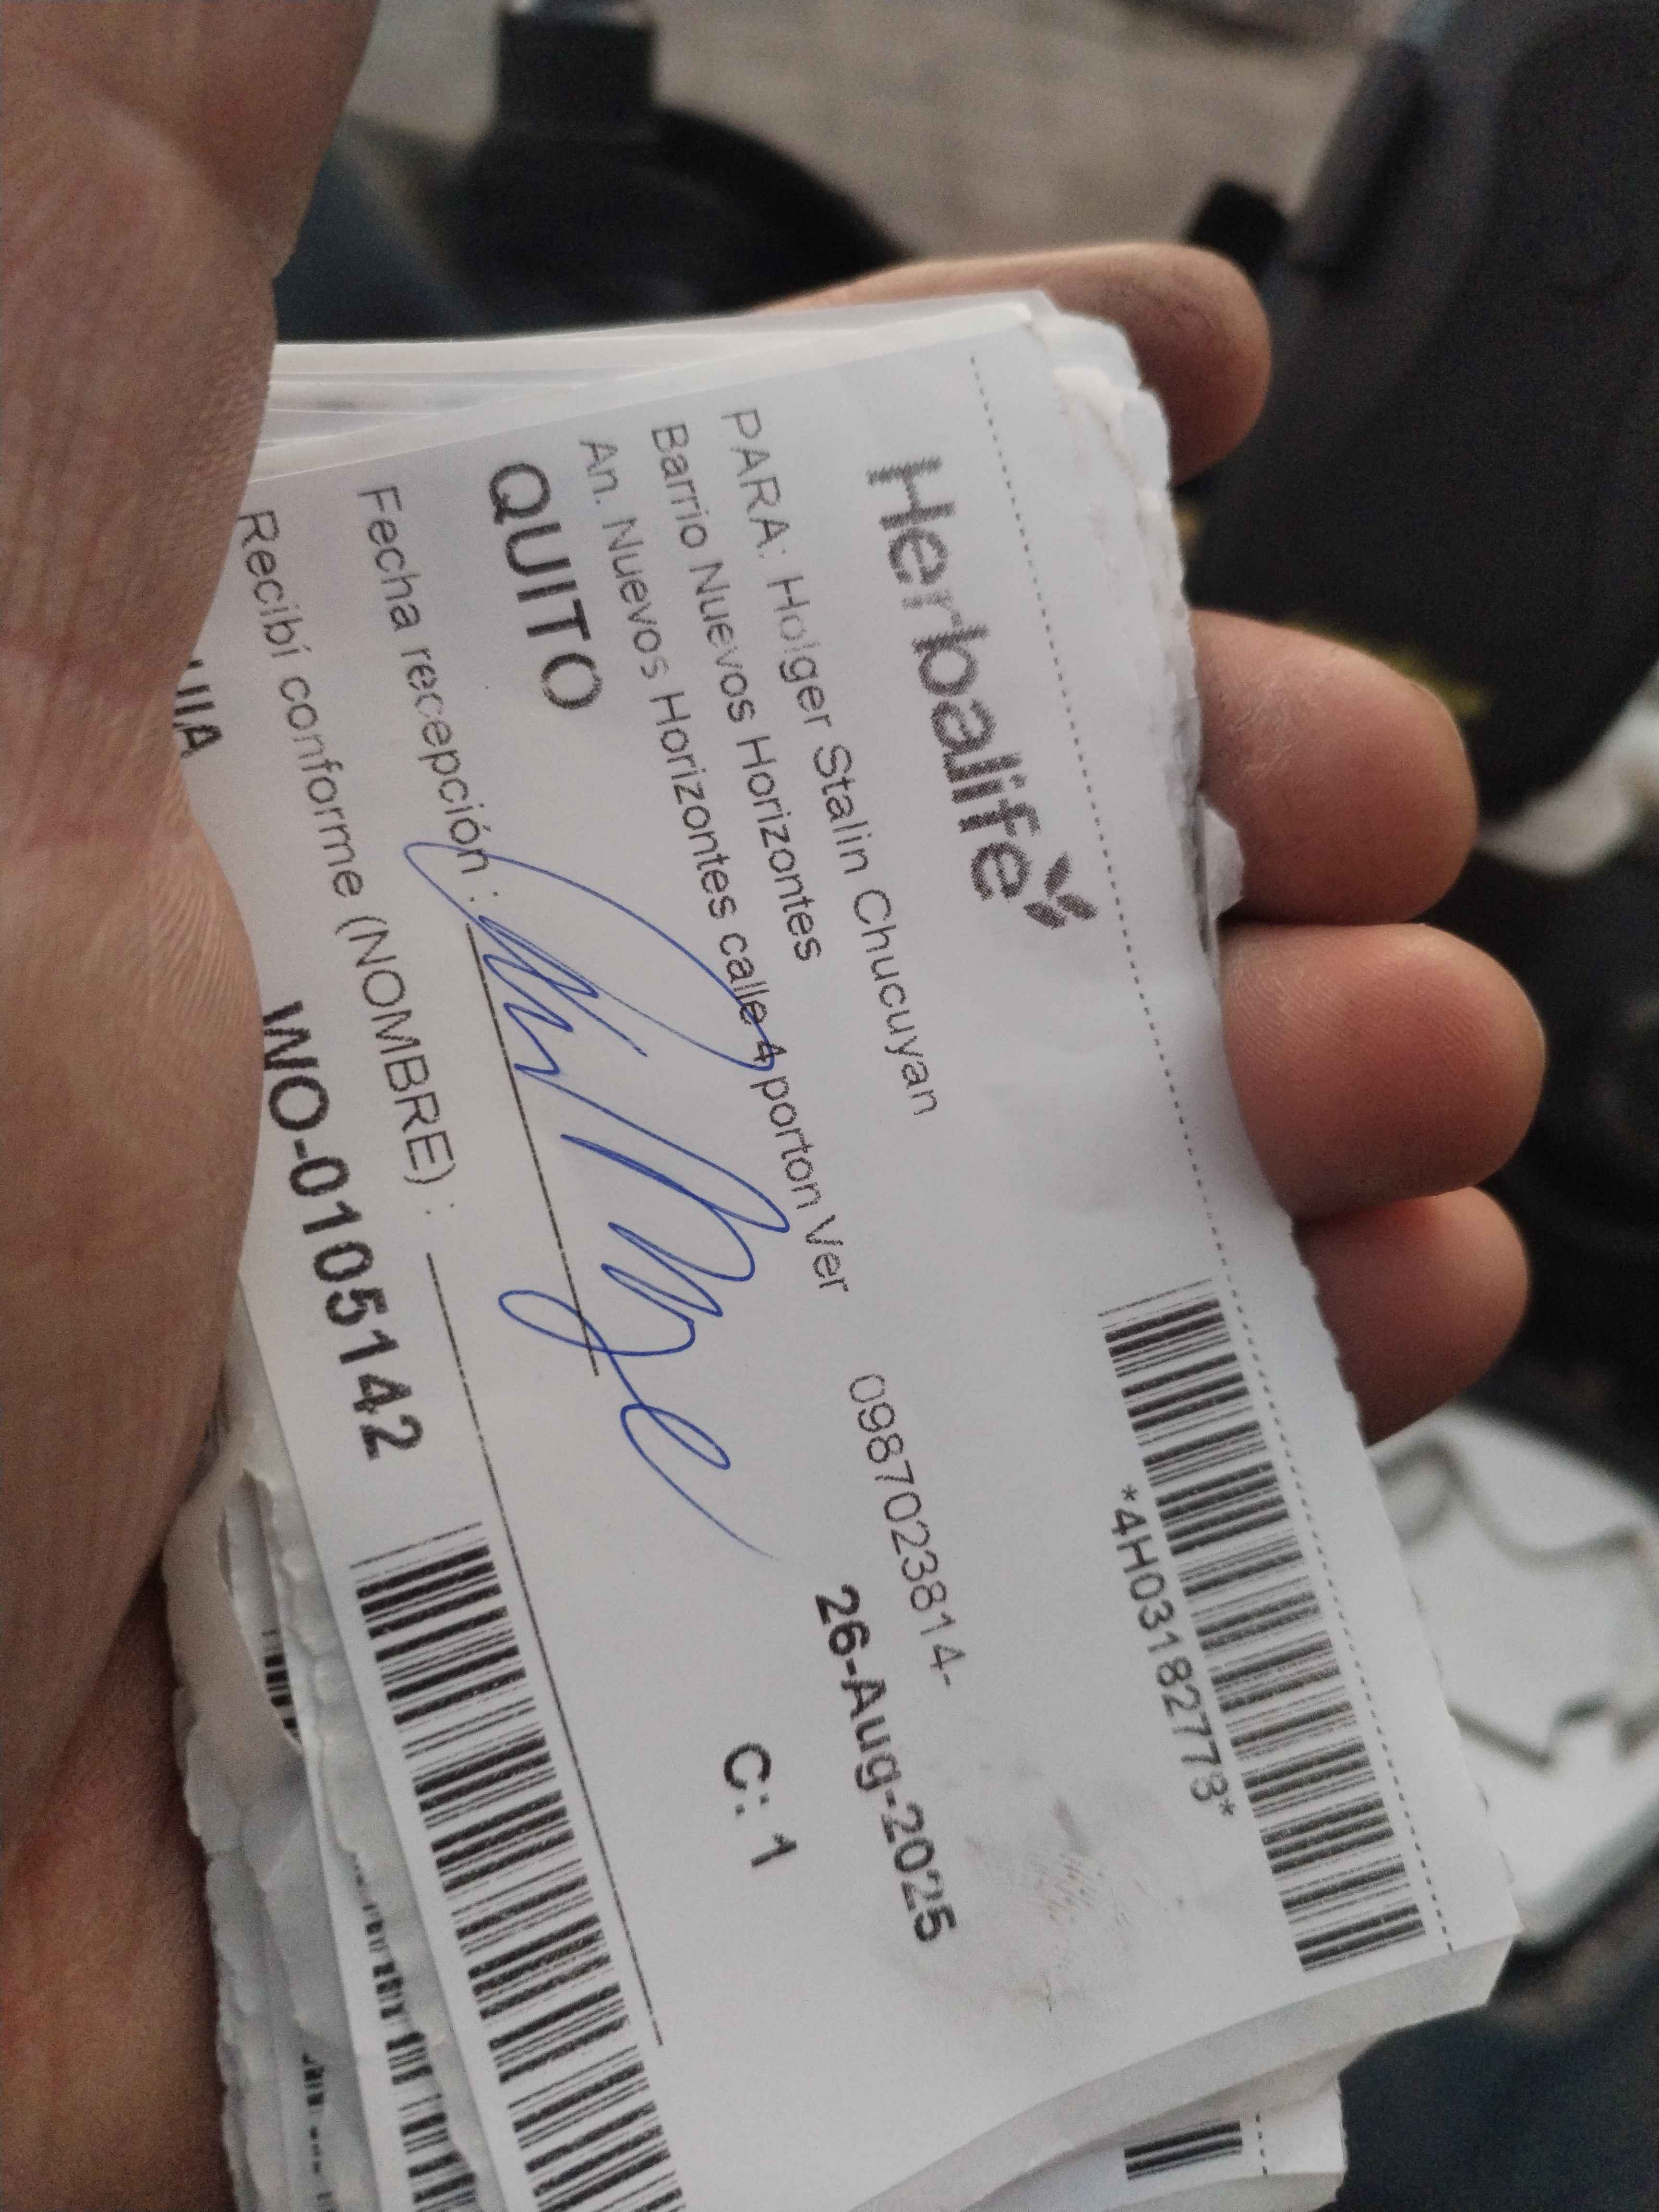 Herbalife
*4H03182773*
PARA: Holger Stalin Chucuyan
0987023814-
Barrio Nuevos Horizontes
An. Nuevos Horizontes calle 4 porton Ver
26-Aug-2025
QUITO
C: 1
Fecha recepción :
Recibí conforme (NOMBRE) :
WO-0105142